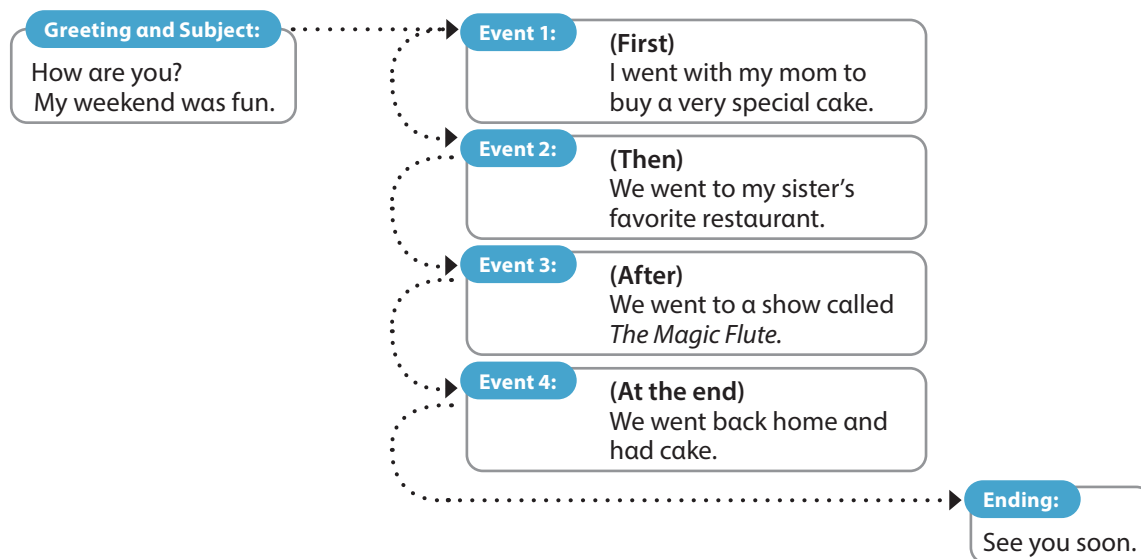 Greeting and Subject:
How are you?
My weekend was fun.
Event 1:
(First)
I went with my mom to
buy a very special cake.
Event 2:
(Then)
We went to my sister’s
favorite restaurant.
Event 3:
(After)
We went to a show called
The Magic Flute.
Event 4:
(At the end)
We went back home and
had cake.
Ending:
See you soon.